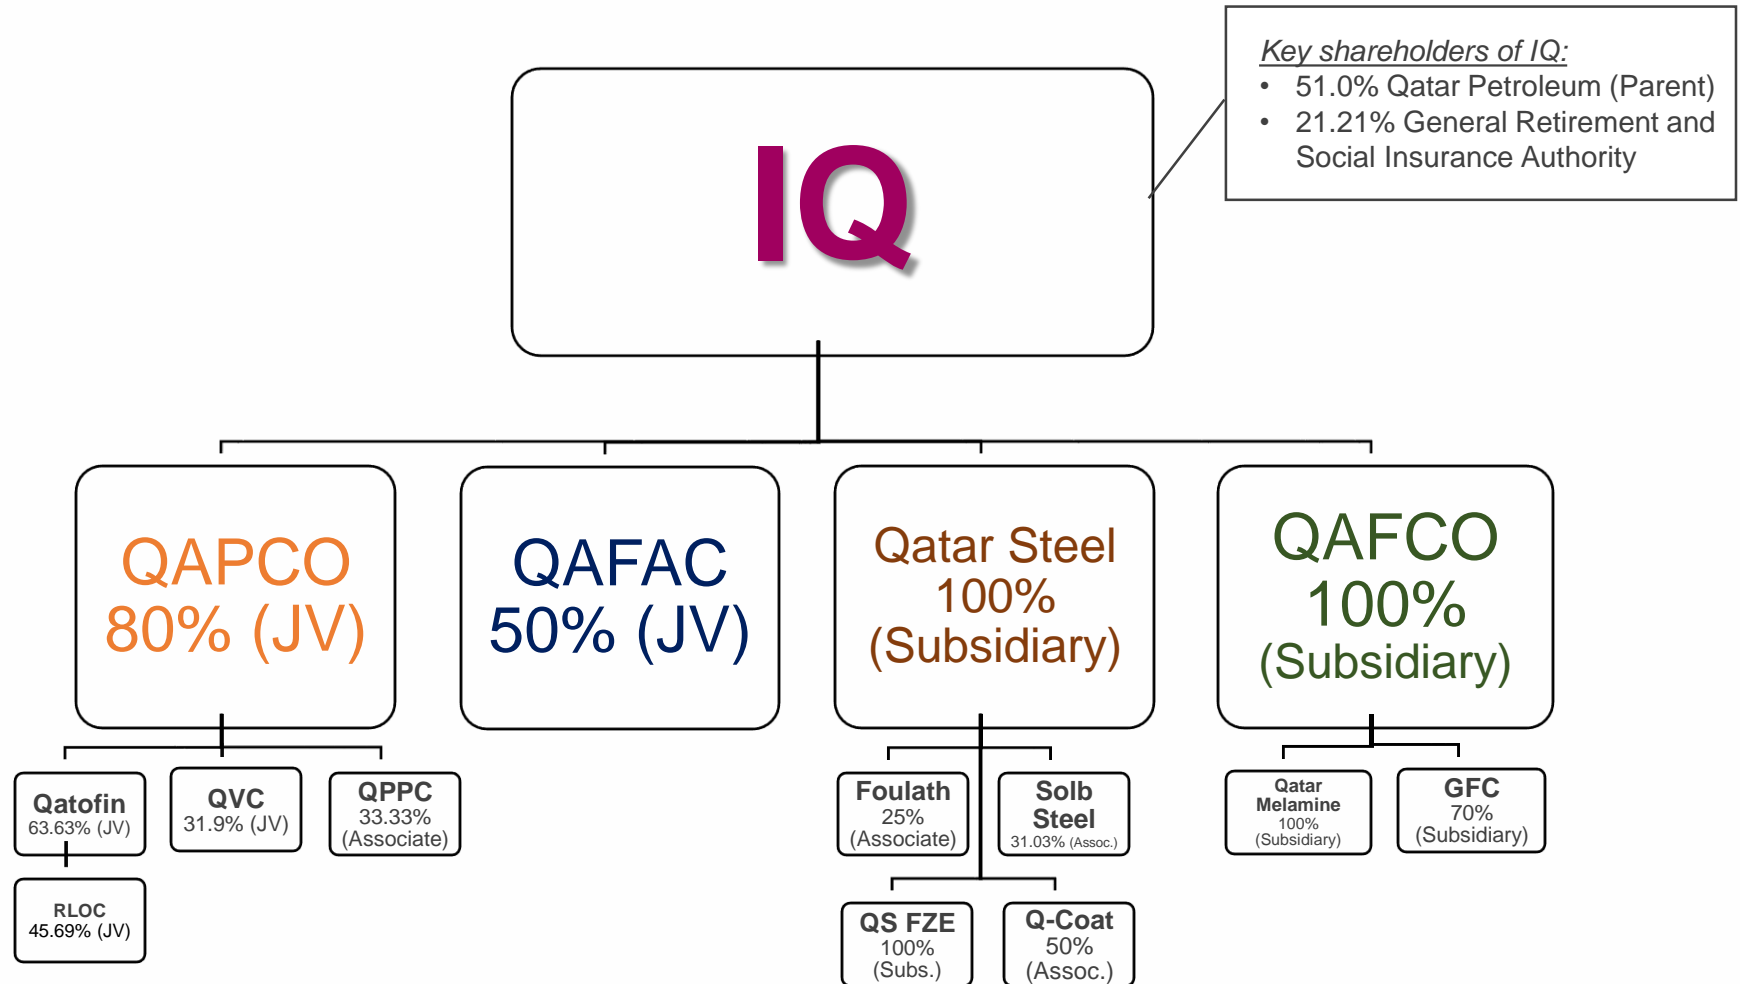 Key shareholders of IQ:
• 51.0% Qatar Petroleum (Parent)
• 21.21% General Retirement and
Social Insurance Authority
IQ
QAPCO
80% (JV)
QAFAC
50% (JV)
Qatar Steel
100%
(Subsidiary)
QAFCO
100%
(Subsidiary)
Qatofin
63.63% (JV)
QVC
31.9% (JV)
QPPC
33.33%
(Associate)
Foulath
25%
(Associate)
Solb
Steel
31.03% (Assoc.)
Qatar
Melamine
100%
(Subsidiary)
GFC
70%
(Subsidiary)
RLOC
45.69% (JV)
QS FZE
100%
(Subs.)
Q-Coat
50%
(Assoc.)